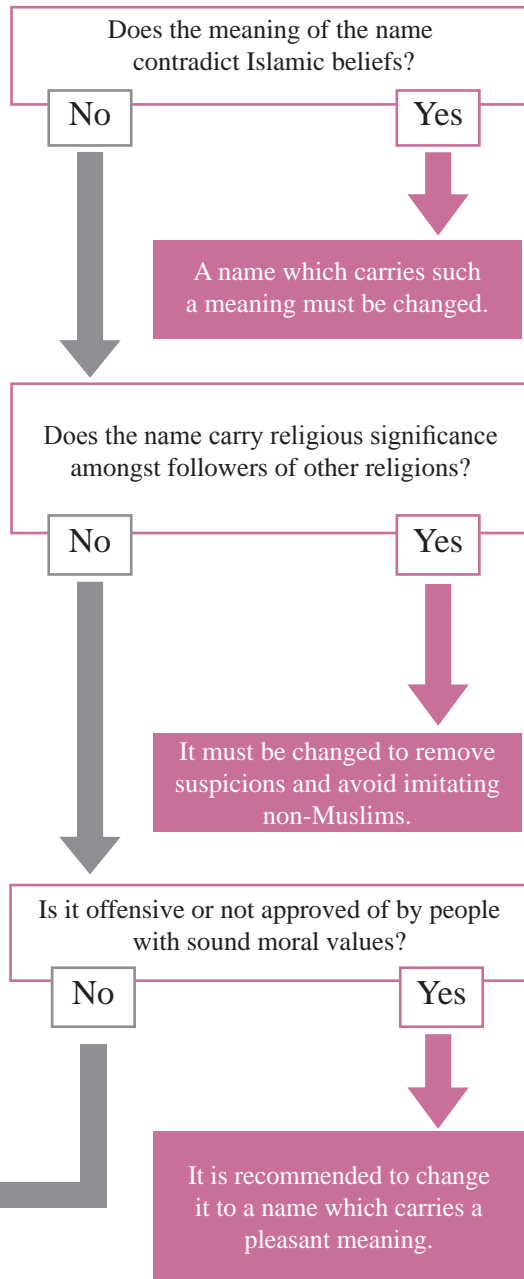 Does the meaning of the name
contradict Islamic beliefs?
No
Yes
A name which carries such
a meaning must be changed.
Does the name carry religious significance
amongst followers of other religions?
No
Yes
It must be changed to remove
suspicions and avoid imitating
non-Muslims.
Is it offensive or not approved of by people
with sound moral values?
No
Yes
It is recommended to change
it to a name which carries a
pleasant meaning.